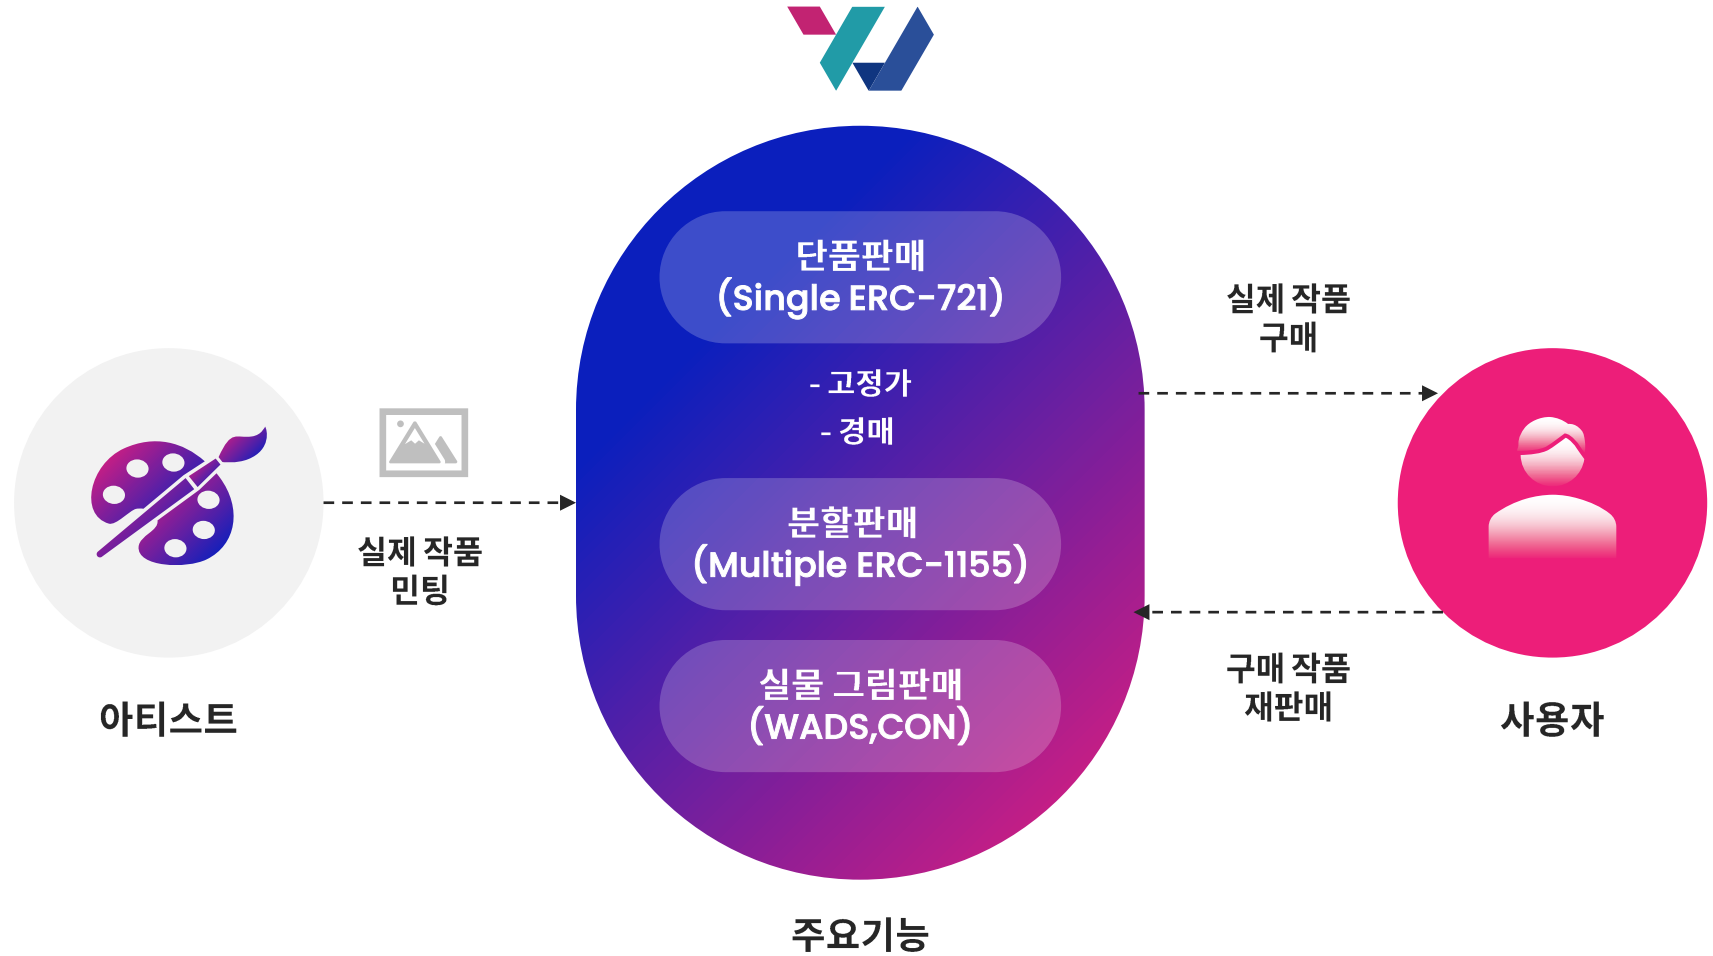 단품판매
(Single ERC-721)
- 고정가
- 경매
분할판매
(Multiple ERC-1155)
실물 그림판매
(WADS,CON)
주요기능
실제 작품
민팅
아티스트
실제 작품
구매
구매 작품
재판매
사용자